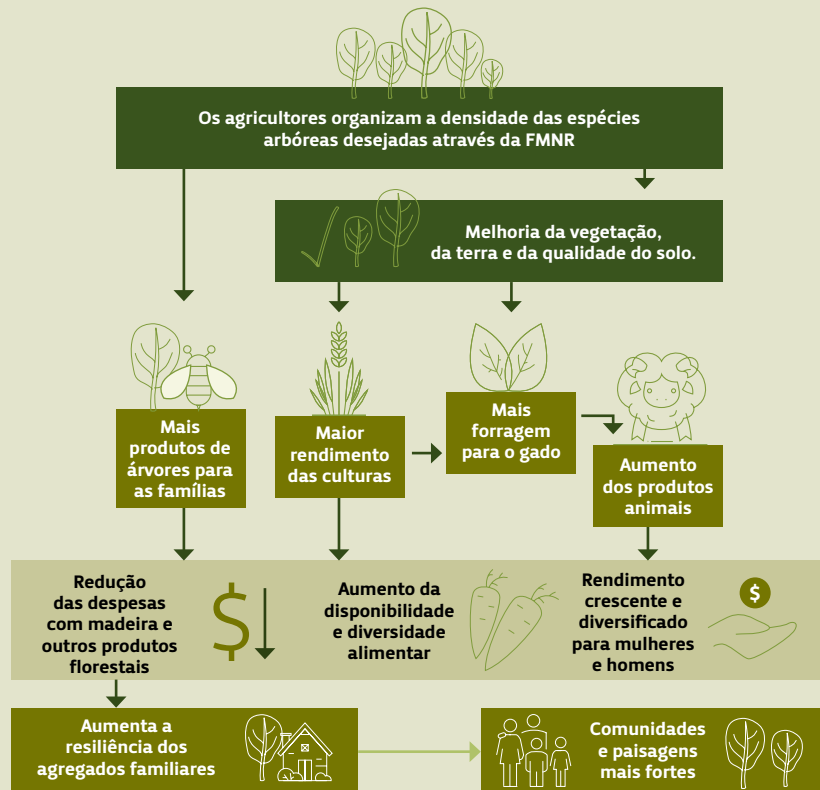 Os agricultores organizam a densidade das espécies
arbóreas desejadas através da FMNR
Melhoria da vegetação,
da terra e da qualidade do solo.
Mais
produtos de
árvores para
as famílias
Maior
rendimento
das culturas
Mais
forragem
para o gado
Aumento
dos produtos
animais
Redução
das despesas
com madeira e
outros produtos
florestais
$
Aumento da
disponibilidade
e diversidade
alimentar
Rendimento
crescente e
diversificado
para mulheres
e homens
$
Aumenta a
resiliência dos
agregados familiares
Comunidades
e paisagens
mais fortes